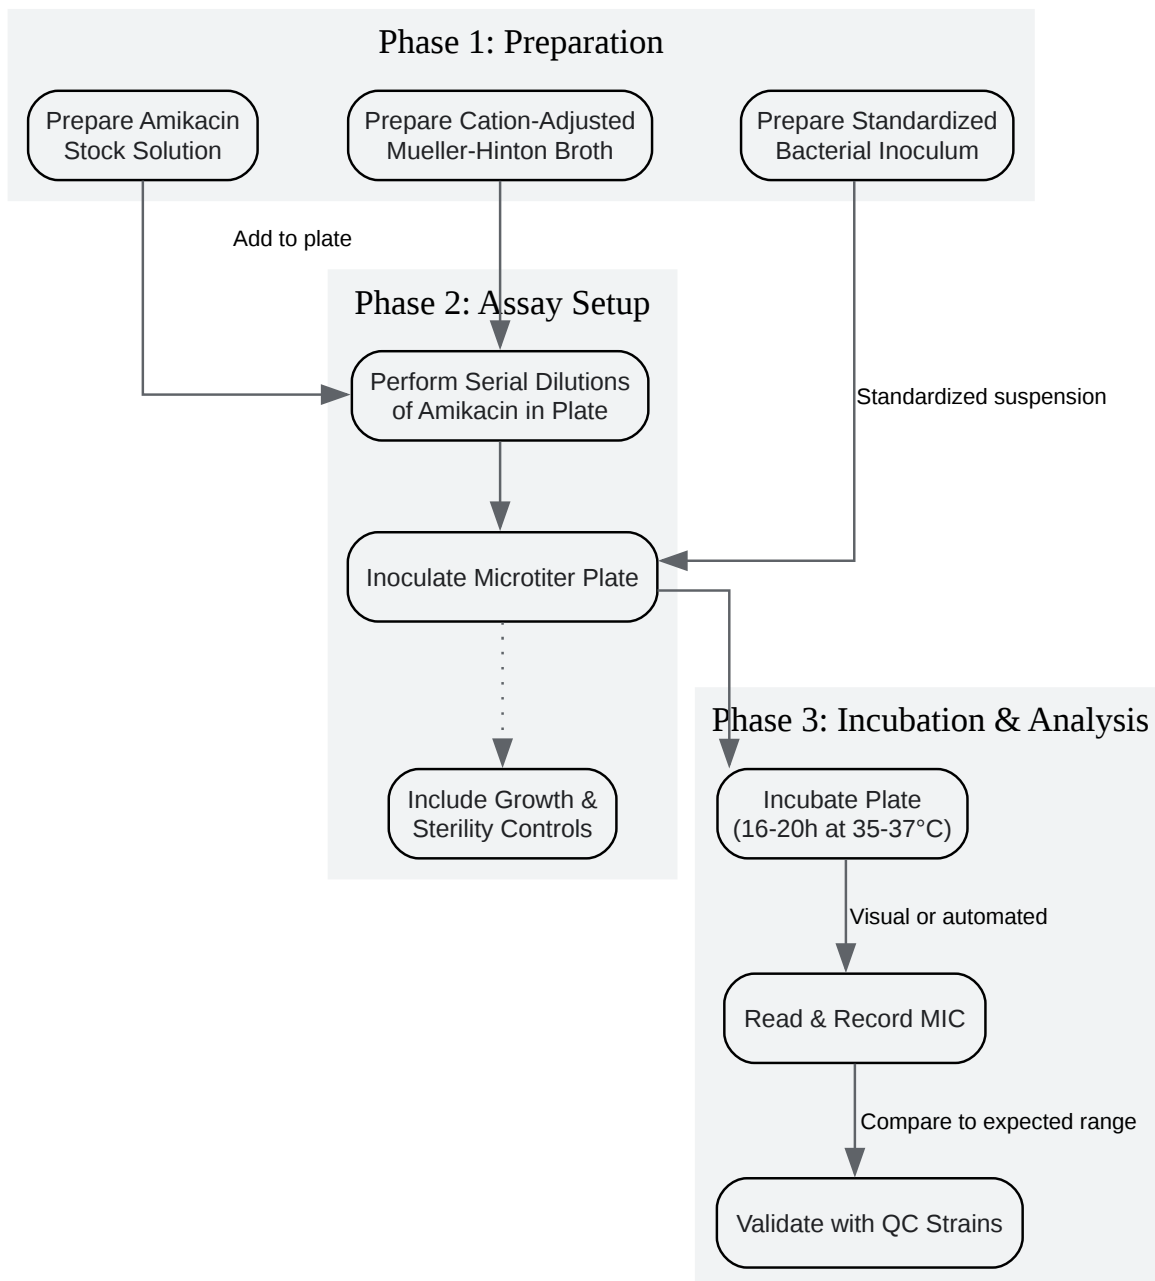 Phase 1: Preparation
Prepare Amikacin
Stock Solution
Prepare Cation-Adjusted
Mueller-Hinton Broth
Prepare Standardized
Bacterial Inoculum
Add to plate
Phase 2: Assay Setup
Perform Serial Dilutions
of Amikacin in Plate
Standardized suspension
Inoculate Microtiter Plate
Include Growth &
Sterility Controls
Phase 3: Incubation & Analysis
Incubate Plate
(16-20h at 35-37°C)
Visual or automated
Read & Record MIC
Compare to expected range
Validate with QC Strains